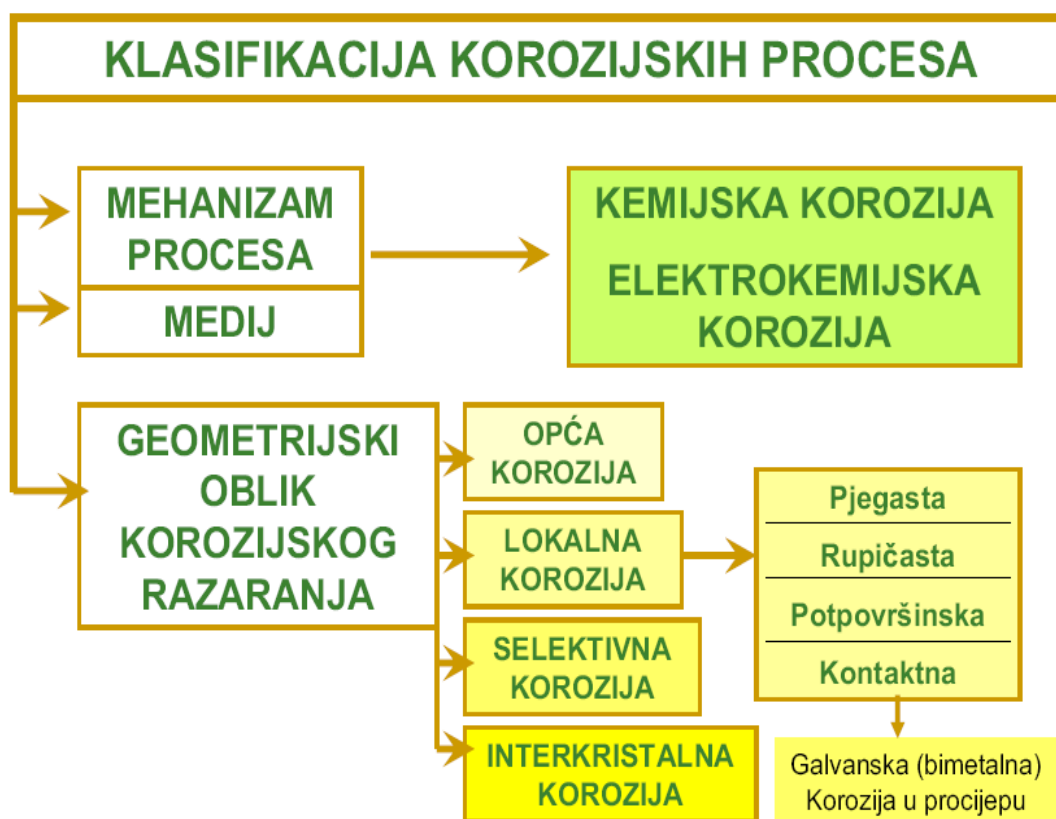 KLASIFIKACIJA KOROZIJSKIH PROCESA
MEHANIZAM
PROCESA
MEDIJ
KEMIJSKA KOROZIJA
ELEKTROKEMIJSKA
KOROZIJA
GEOMETRIJSKI
OBLIK
KOROZIJSKOG
RAZARANJA
OPĆA
KOROZIJA
LOKALNA
KOROZIJA
SELEKTIVNA
KOROZIJA
INTERKRISTALNA
KOROZIJA
Pjegasta
Rupičasta
Potpovršinska
Kontaktna
Galvanska (bimetalna)
Korozija u procijepu